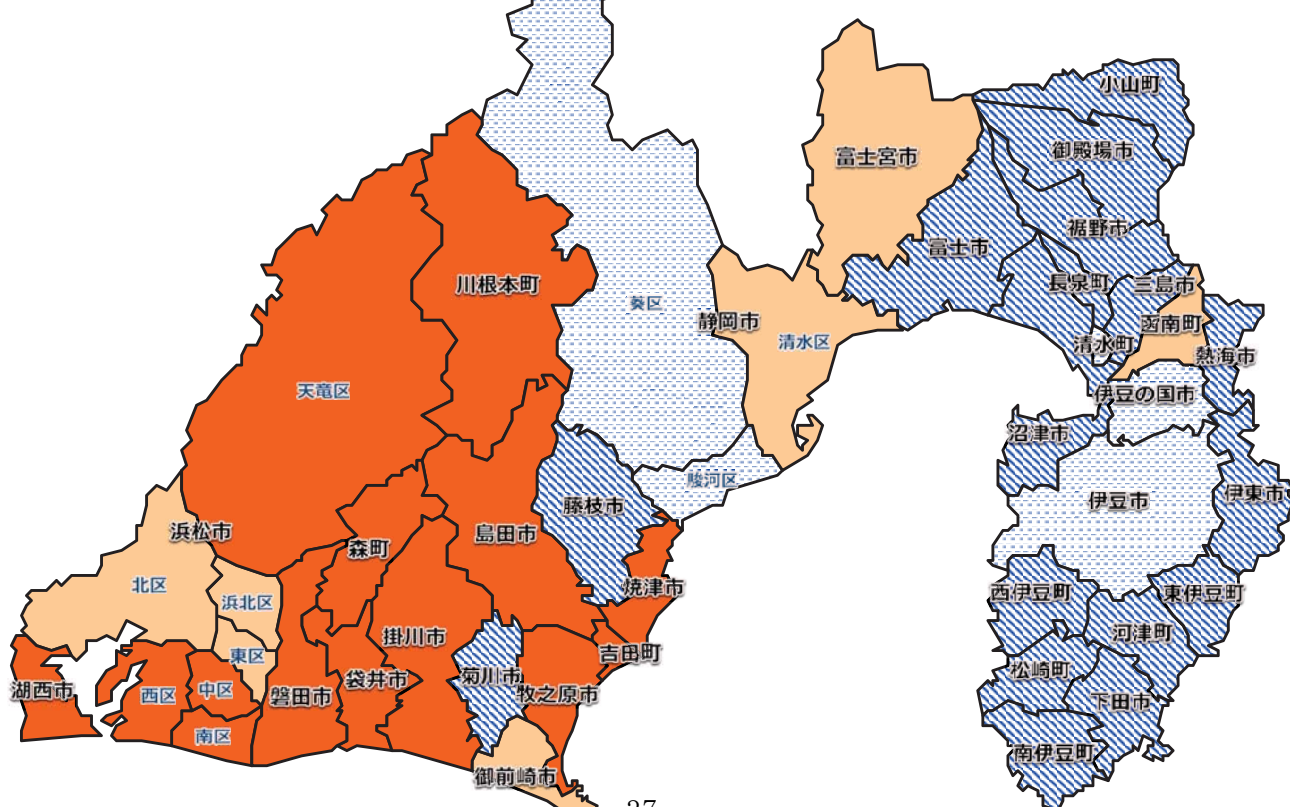 小山町
御殿場市
富士宮市
裾野市
富士市
川根本町
長泉町
三島市
葵区
静岡市
函南町
清水区
清水町
熱海市
天竜区
伊豆の国市
沼津市
駿河区
伊東市
伊豆市
藤枝市
浜松市
島田市
森町
北区
焼津市
西伊豆町
東伊豆町
浜北区
河津町
掛川市
東区
吉田町
松崎町
菊川市
袋井市
湖西市
中区
西区
磐田市
牧之原市
下田市
南区
南伊豆町
御前崎市
27